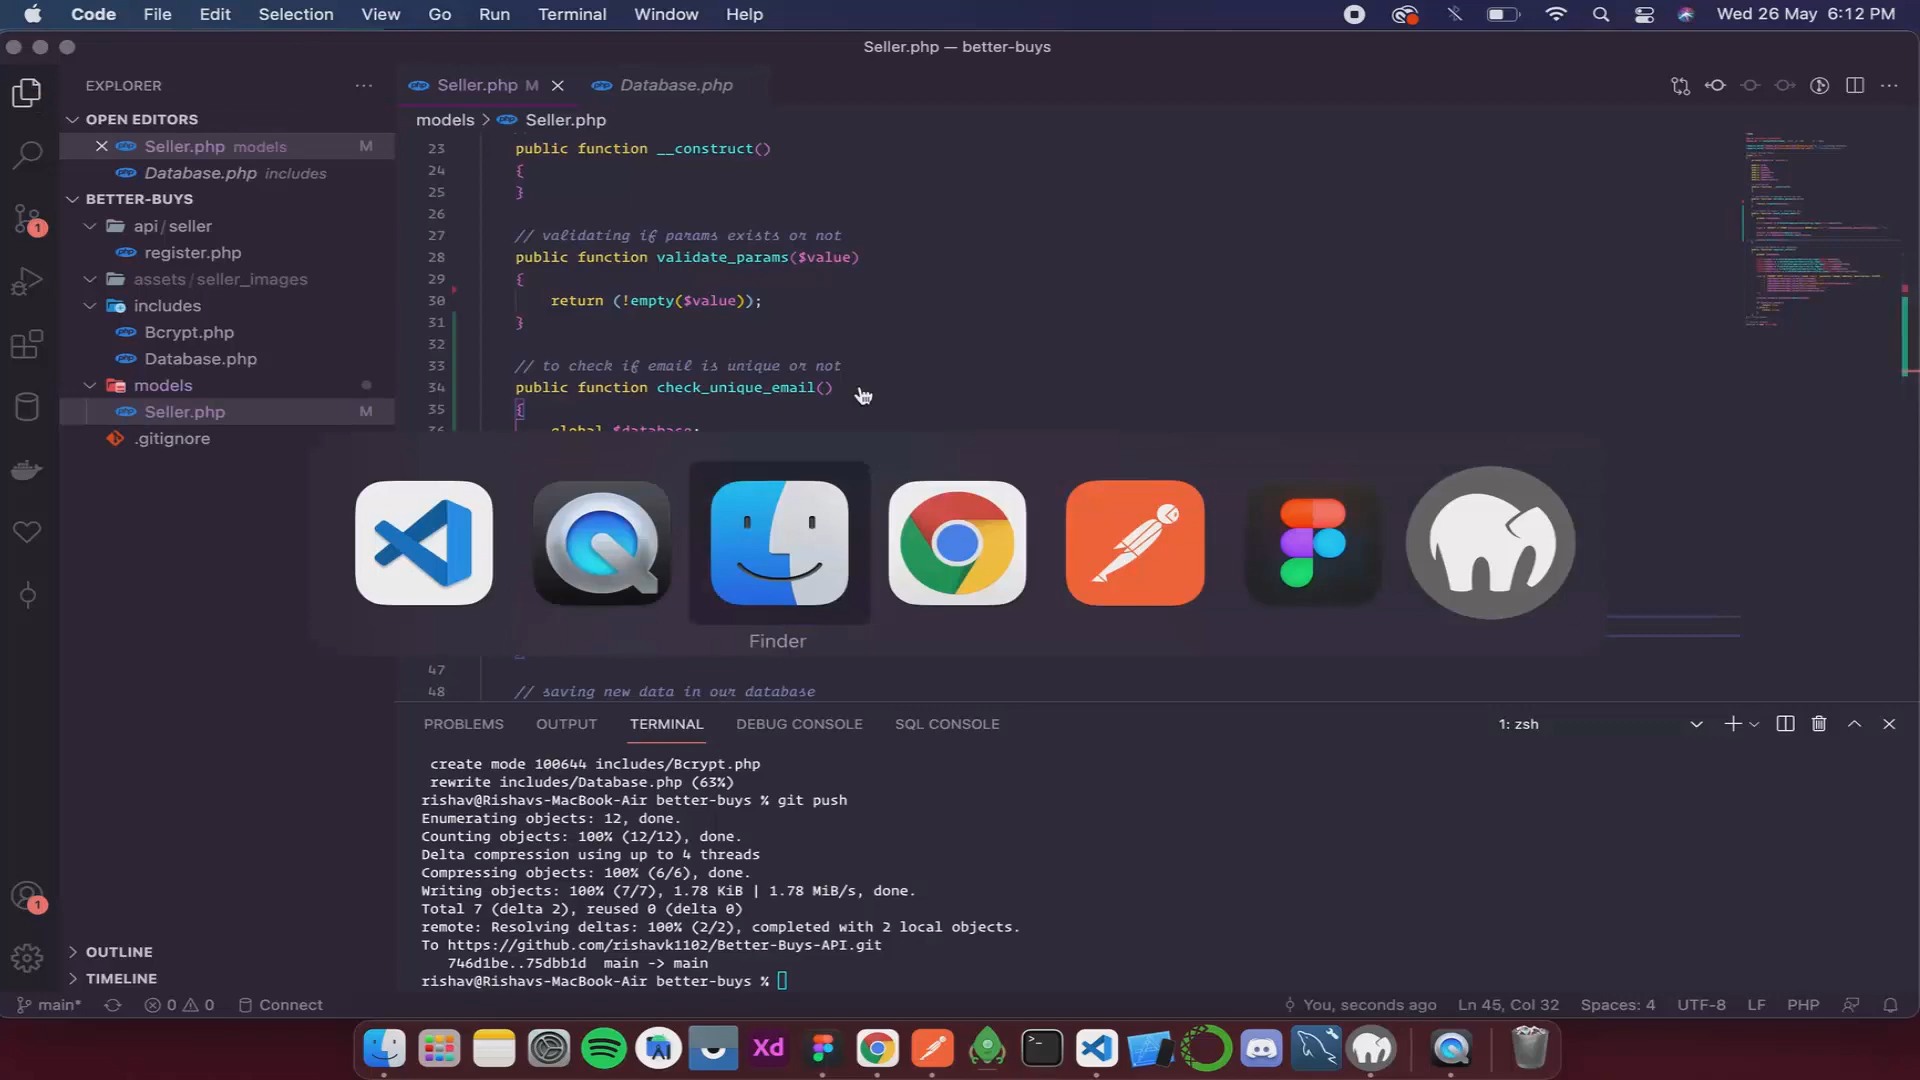 Code File Edit Selection View Go Run Terminal Window Help Wed 26 May 6:12 PM
Seller.php — better-buys
EXPLORER
Seller.php M
Database.php
OPEN EDITORS
models > Seller.php
Seller.php models M
Database.php includes
BETTER-BUYS
api/seller
register.php
assets/seller_images
includes
Bcrypt.php
Database.php
models
Seller.php M
.gitignore
23 public function __construct()
24 {
25 }
26
27 // validating if params exists or not
28 public function validate_params($value)
29 {
30 return (!empty($value));
31 }
32
33 // to check if email is unique or not
34 public function check_unique_email()
35 {
36 global $database;
Finder
47
48 // saving new data in our database
PROBLEMS OUTPUT TERMINAL DEBUG CONSOLE SQL CONSOLE 1: zsh
create mode 100644 includes/Bcrypt.php
rewrite includes/Database.php (63%)
rishav@Rishavs-MacBook-Air better-buys % git push
Enumerating objects: 12, done.
Counting objects: 100% (12/12), done.
Delta compression using up to 4 threads
Compressing objects: 100% (6/6), done.
Writing objects: 100% (7/7), 1.78 KiB | 1.78 MiB/s, done.
Total 7 (delta 2), reused 0 (delta 0)
remote: Resolving deltas: 100% (2/2), completed with 2 local objects.
To https://github.com/rishavk1102/Better-Buys-API.git
746d1be..75dbb1d main -> main
rishav@Rishavs-MacBook-Air better-buys %
1
1
OUTLINE
TIMELINE
main* 0 0 Connect You, seconds ago Ln 45, Col 32 Spaces: 4 UTF-8 LF PHP
Xd